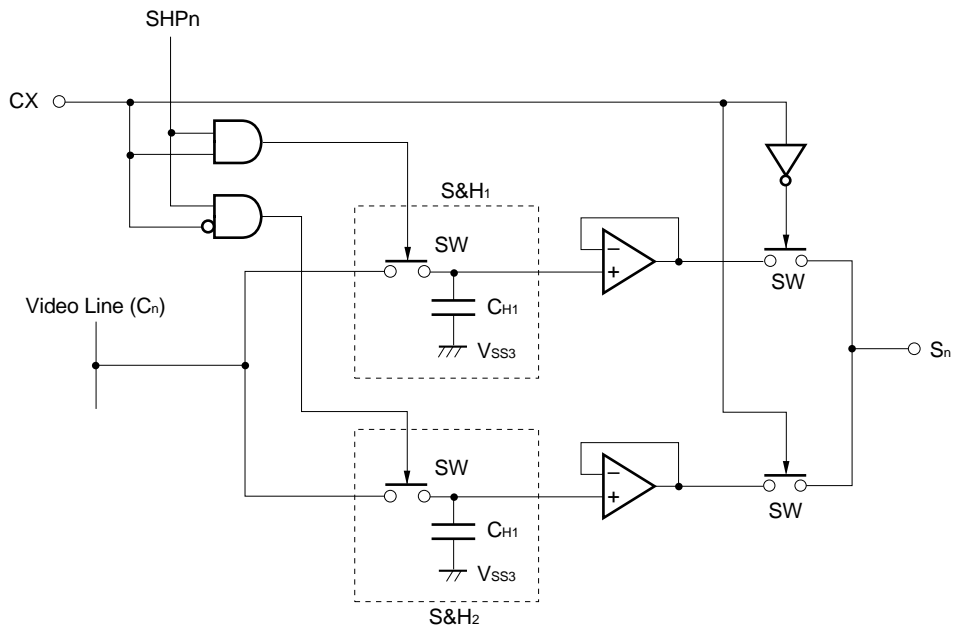 SHPn
CX
S&H1
SW
SW
Video Line (Cn)
CH1
VSS3
Sn
SW
SW
CH1
VSS3
S&H2